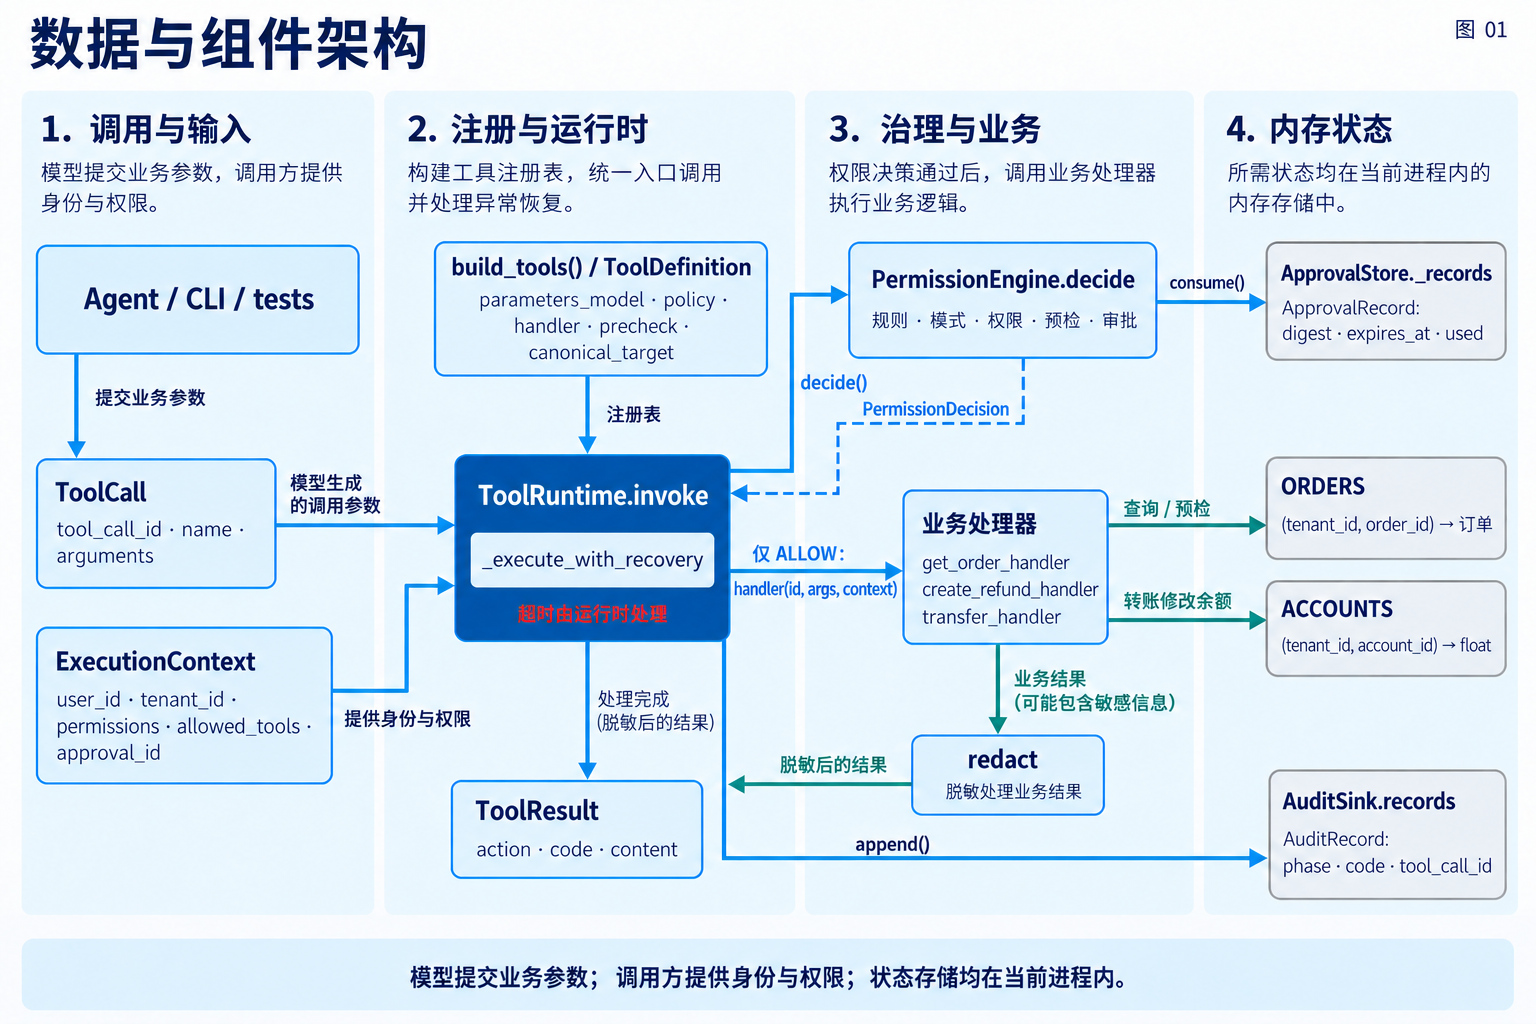 数据与组件架构
图 01
1. 调用与输入
模型提交业务参数，调用方提供
身份与权限。
Agent / CLI / tests
提交业务参数
ToolCall
tool_call_id · name ·
arguments
模型生成
的调用参数
ExecutionContext
user_id · tenant_id ·
permissions · allowed_tools ·
approval_id
提供身份与权限
2. 注册与运行时
构建工具注册表，统一入口调用
并处理异常恢复。
build_tools() / ToolDefinition
parameters_model · policy ·
handler · precheck ·
canonical_target
注册表
ToolRuntime.invoke
_execute_with_recovery
超时由运行时处理
处理完成
(脱敏后的结果)
ToolResult
action · code · content
3. 治理与业务
权限决策通过后，调用业务处理器
执行业务逻辑。
PermissionEngine.decide
规则 · 模式 · 权限 · 预检 · 审批
consume()
decide()
PermissionDecision
仅 ALLOW：
handler(id, args, context)
业务处理器
get_order_handler
create_refund_handler
transfer_handler
查询 / 预检
转账修改余额
业务结果
（可能包含敏感信息）
redact
脱敏处理业务结果
脱敏后的结果
append()
4. 内存状态
所需状态均在当前进程内的
内存存储中。
ApprovalStore._records
ApprovalRecord:
digest · expires_at · used
ORDERS
(tenant_id, order_id) → 订单
ACCOUNTS
(tenant_id, account_id) → float
AuditSink.records
AuditRecord:
phase · code · tool_call_id
模型提交业务参数； 调用方提供身份与权限；状态存储均在当前进程内。